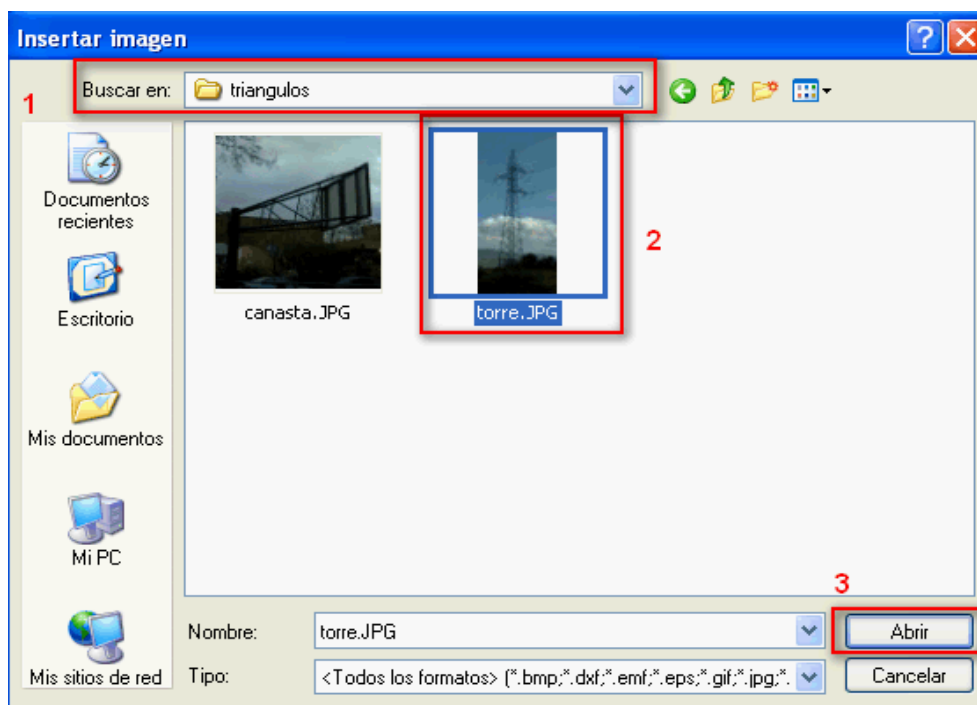 Insertar imagen
1
Buscar en:
triangulos
Documentos
recientes
Escritorio
Mis documentos
Mi PC
Mis sitios de red
canasta.JPG
torre.JPG
2
3
Nombre:
torre.JPG
Abrir
Tipo:
<Todos los formatos> (*.bmp;*.dxf;*.emf;*.eps;*.gif;*.jpg;*.
Cancelar